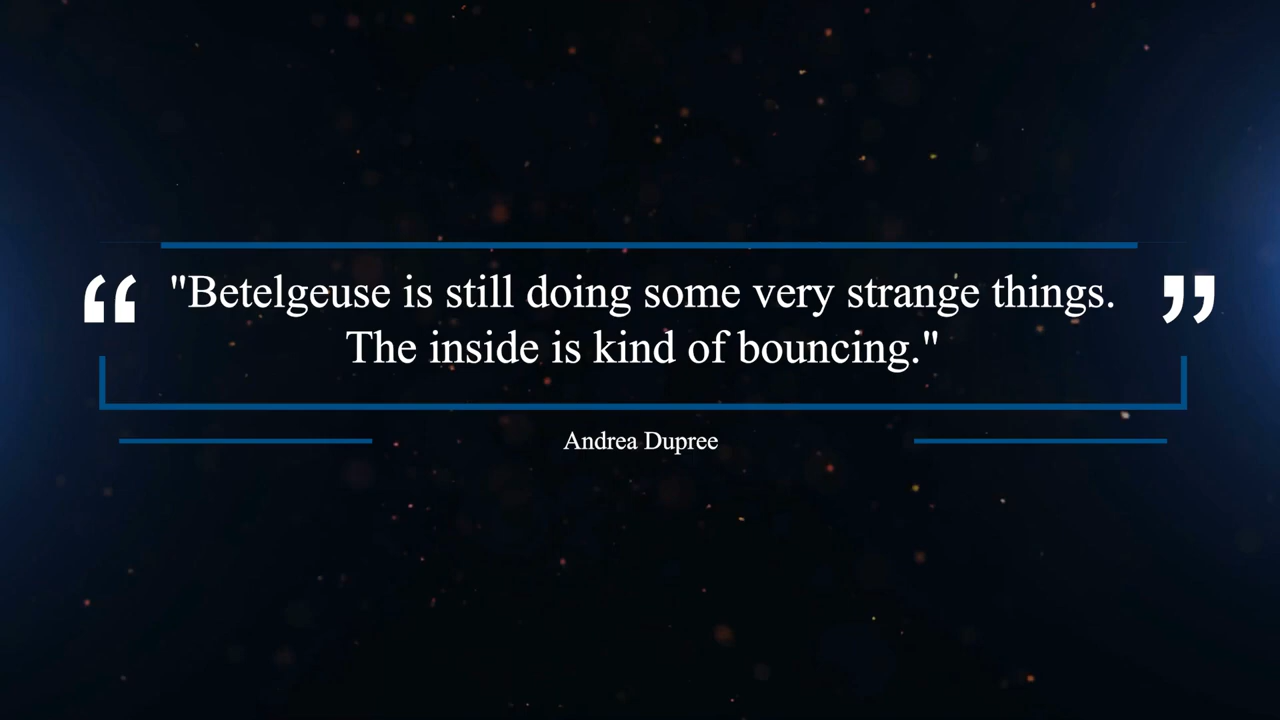 "Betelgeuse is still doing some very strange things.
The inside is kind of bouncing."
Andrea Dupree